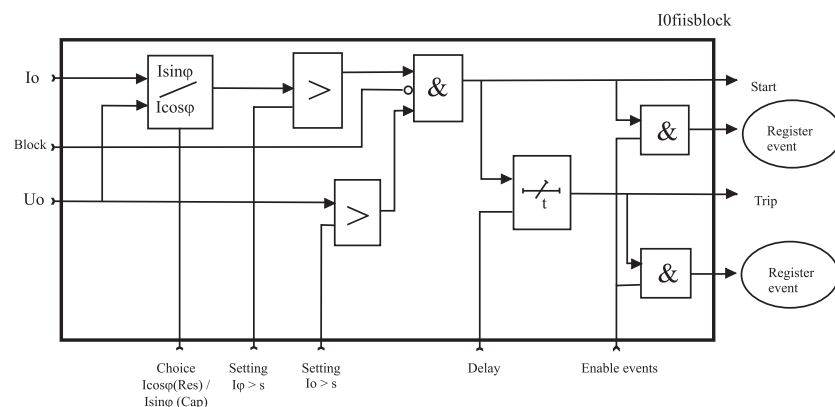 I0fiisblock
Io
Isinφ
Icosφ
>
&
Start
Block
&
Register
event
Uo
>
t
Trip
&
Register
event
Choice
Icosφ(Res) /
Isinφ (Cap)
Setting
Iφ > s
Setting
Io > s
Delay
Enable events